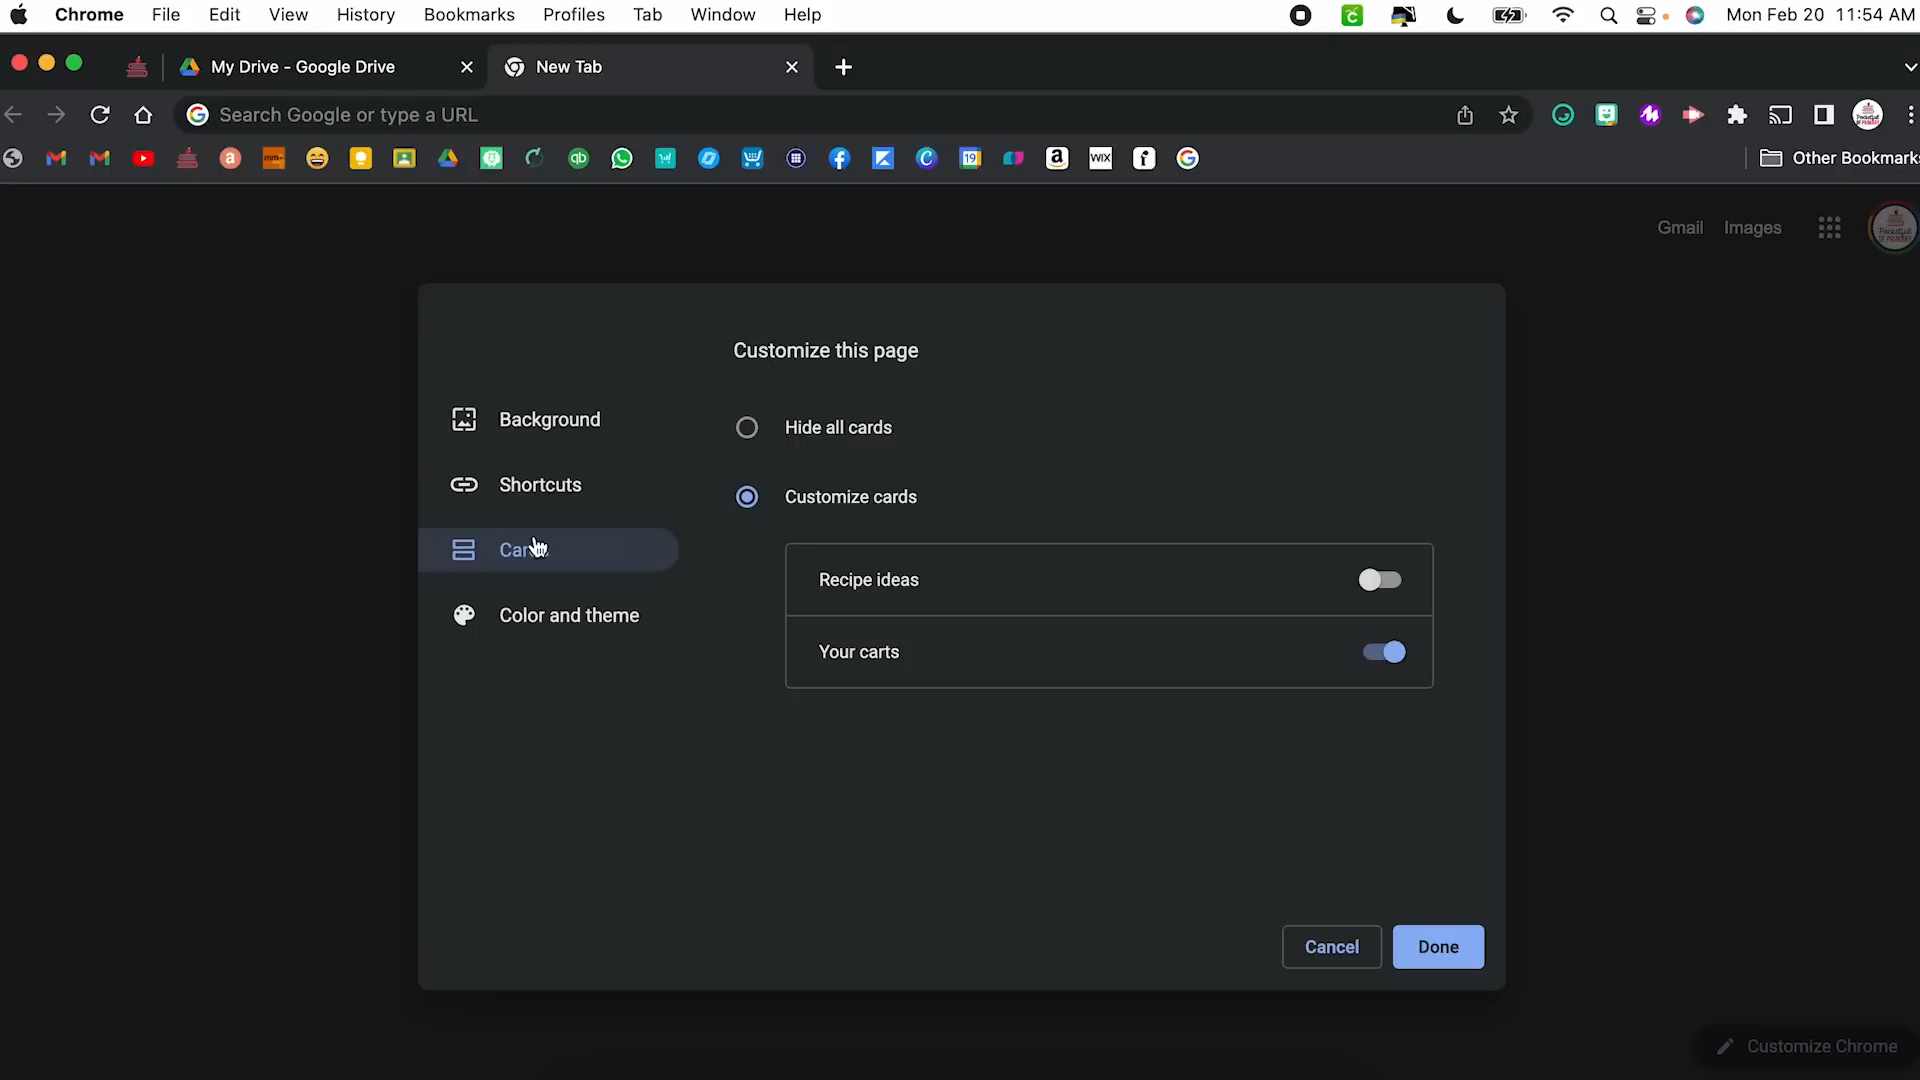 Chrome File Edit View History Bookmarks Profiles Tab Window Help Mon Feb 20 11:54 AM
My Drive - Google Drive New Tab
Search Google or type a URL
19 a WIX Other Bookmarks
Gmail Images
Customize this page
Background
Hide all cards
Shortcuts
Customize cards
Recipe ideas
Color and theme
Your carts
Cancel Done
Customize Chrome